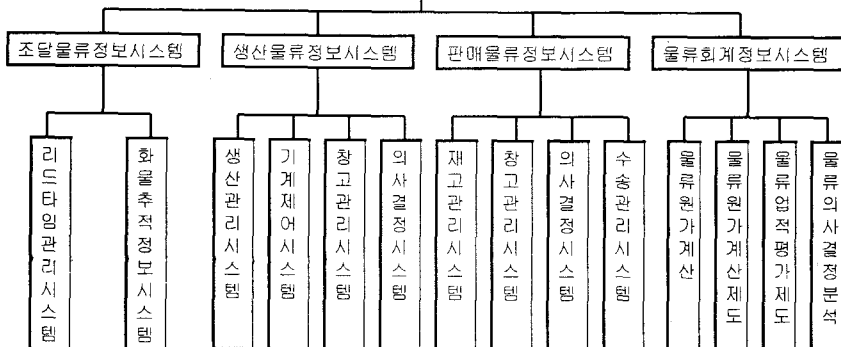 조달물류정보시스템
생산물류정보시스템
판매물류정보시스템
물류회계정보시스템
리드타임관리시스템
화물추적정보시스템
생산관리시스템
기계제어시스템
창고관리시스템
의사결정시스템
재고관리시스템
창고관리시스템
의사결정시스템
수송관리시스템
물류원가계산
물류원가계산제도
물류업적평가제도
물류의사결정분석